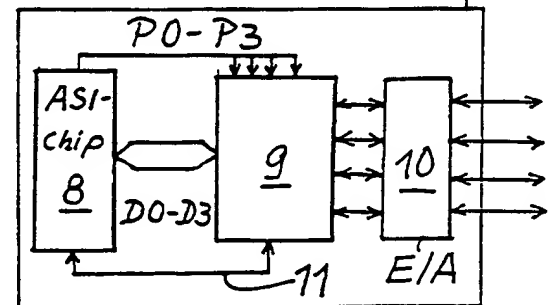 P0-P3
ASI-
Chip
8
9
10
D0-D3
11
E/A